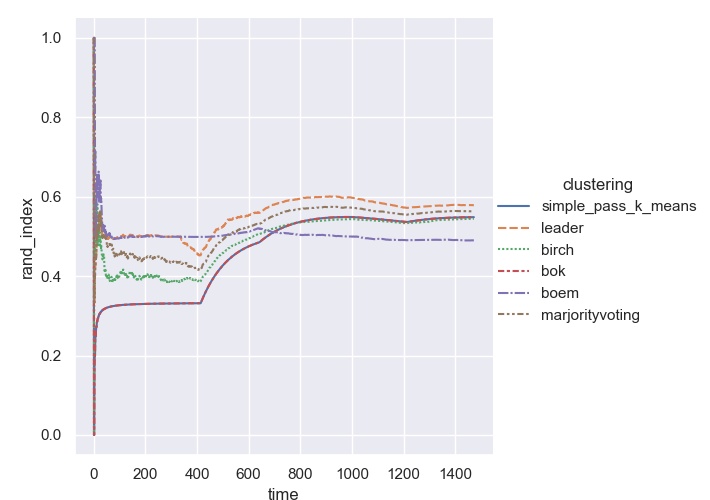 1.0
0.8
0.6
0.4
0.2
0.0
rand_index
0 200 400 600 800 1000 1200 1400
time
clustering
simple_pass_k_means
leader
birch
bok
boem
marjorityvoting